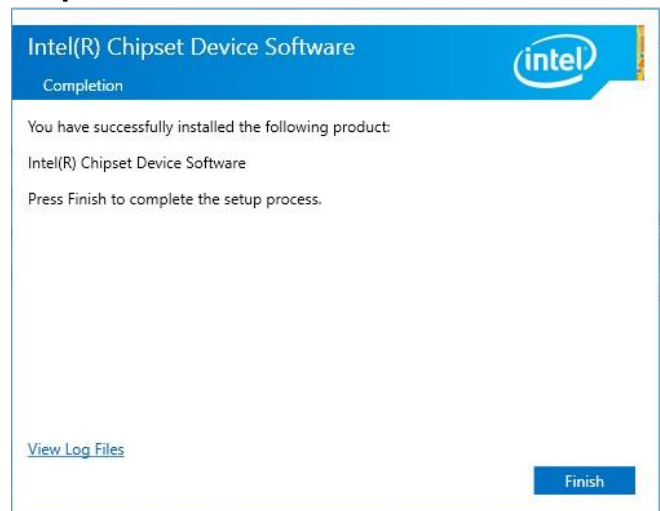 Intel(R) Chipset Device Software
intel
Completion
You have successfully installed the following product:
Intel(R) Chipset Device Software
Press Finish to complete the setup process.
View Log Files
Finish